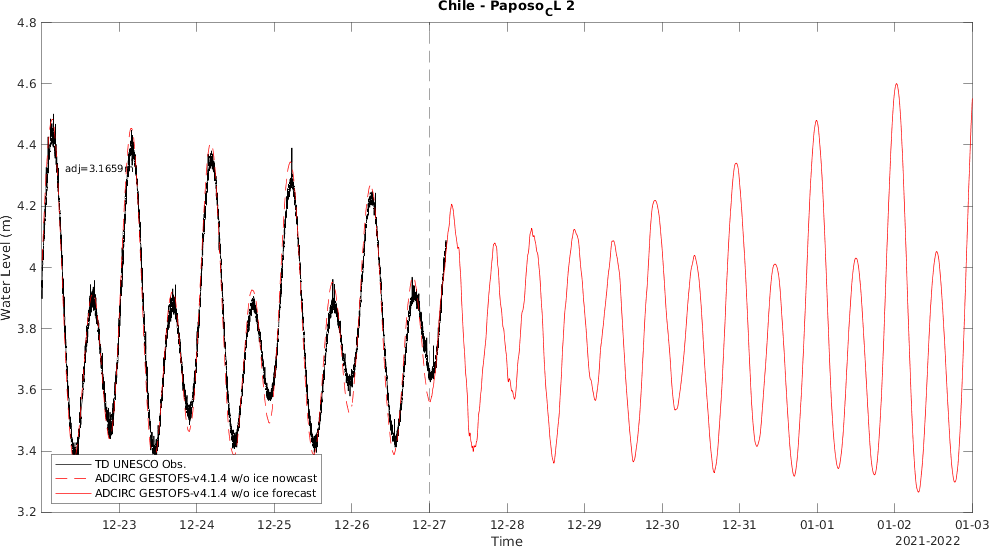 Chile - Paposo_CL 2
Water Level (m)
4.8
4.6
4.4
4.2
4
3.8
3.6
3.4
3.2
adj=3.1659
TD UNESCO Obs.
ADCIRC GESTOFS-v4.1.4 w/o ice nowcast
ADCIRC GESTOFS-v4.1.4 w/o ice forecast
12-23 12-24 12-25 12-26 12-27 12-28 12-29 12-30 12-31 01-01 01-02 01-03
Time
2021-2022